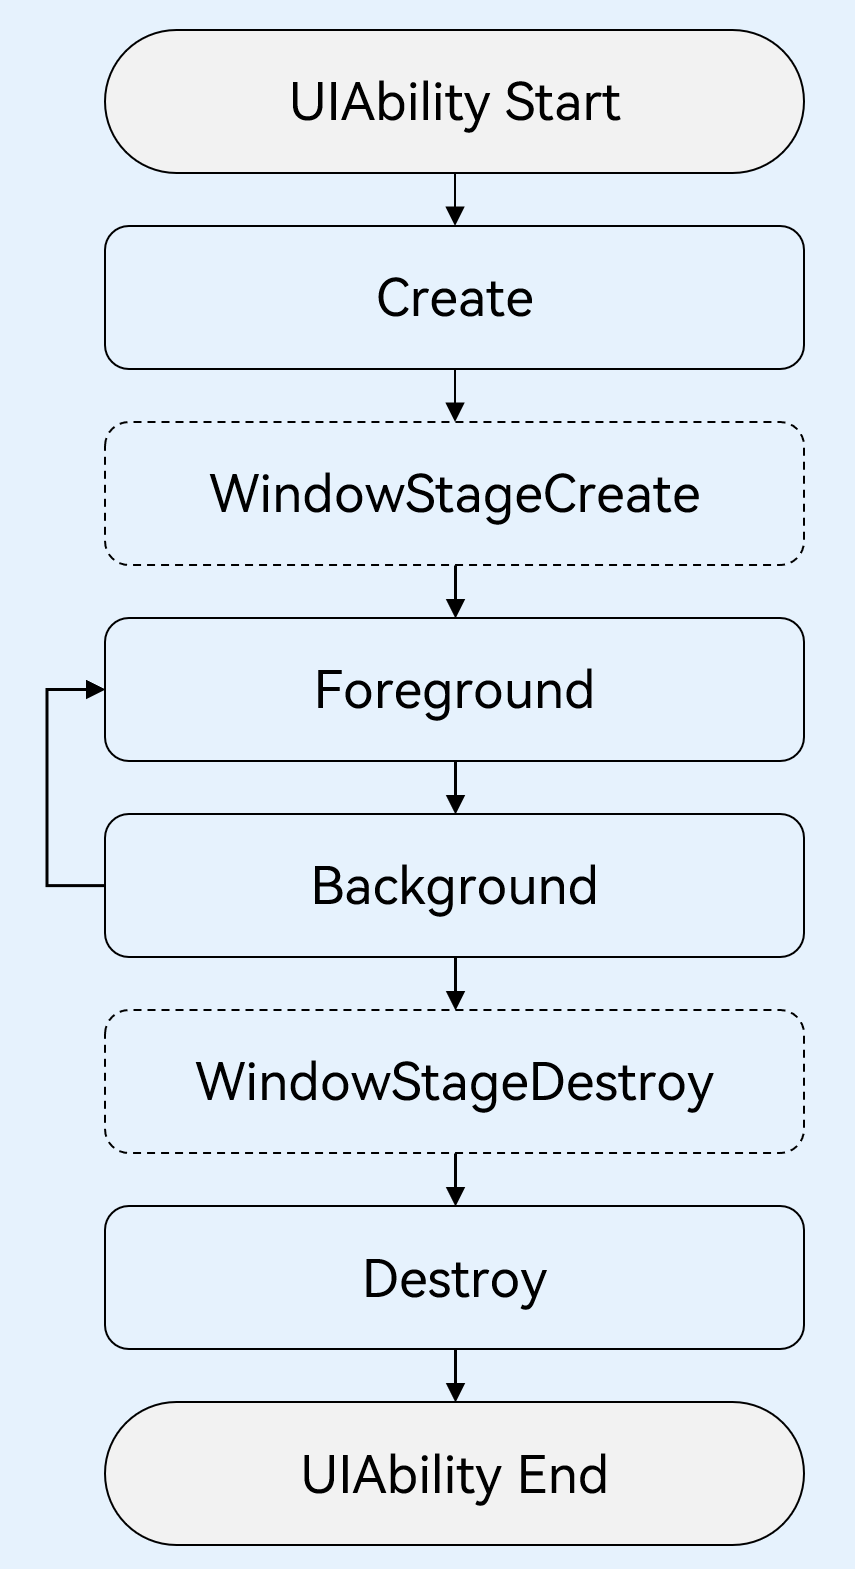 UIAbility Start
Create
WindowStageCreate
Foreground
Background
WindowStageDestroy
Destroy
UIAbility End